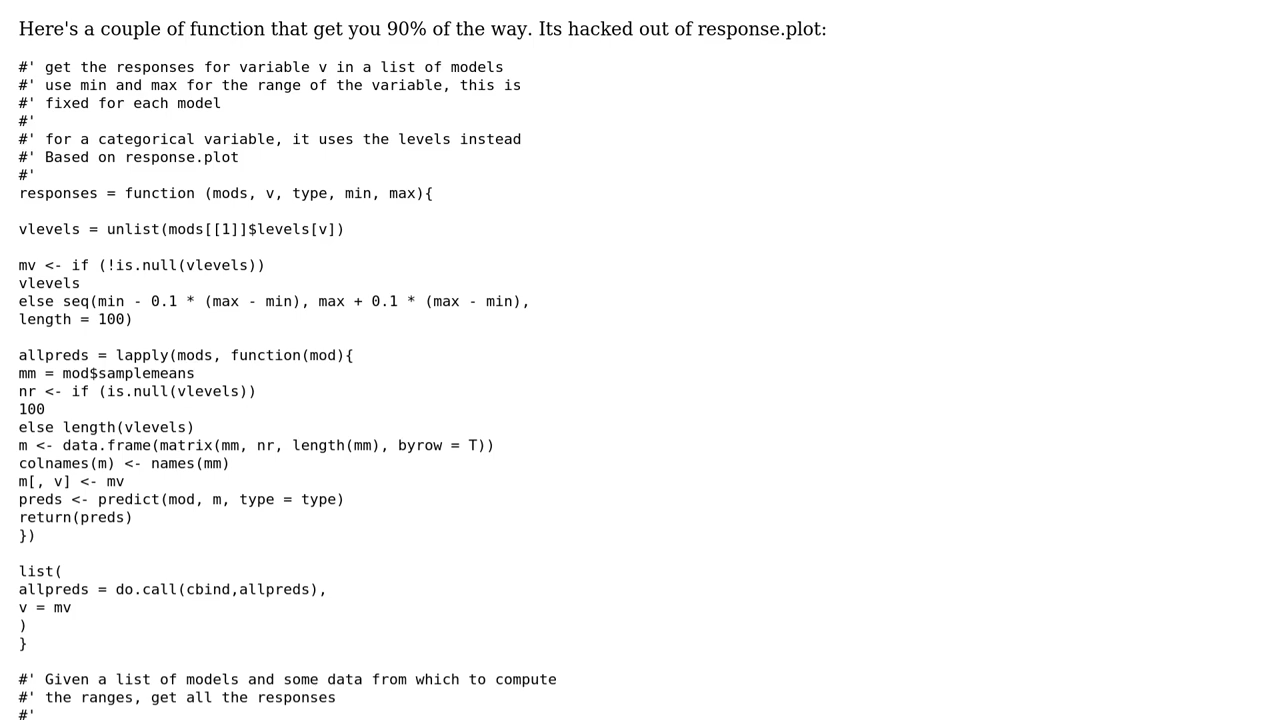 Here's a couple of function that get you 90% of the way. Its hacked out of response.plot:
#' get the responses for variable v in a list of models
#' use min and max for the range of the variable, this is
#' fixed for each model
#'
#' for a categorical variable, it uses the levels instead
#' Based on response.plot
#'
responses = function (mods, v, type, min, max){
vlevels = unlist(mods[[1]]$levels[v])
mv <- if (!is.null(vlevels))
vlevels
else seq(min - 0.1 * (max - min), max + 0.1 * (max - min),
length = 100)
allpreds = lapply(mods, function(mod){
mm = mod$samplemeans
nr <- if (is.null(vlevels))
100
else length(vlevels)
m <- data.frame(matrix(mm, nr, length(mm), byrow = T))
colnames(m) <- names(mm)
m[, v] <- mv
preds <- predict(mod, m, type = type)
return(preds)
})
list(
allpreds = do.call(cbind,allpreds),
v = mv
)
}
#' Given a list of models and some data from which to compute
#' the ranges, get all the responses
#'